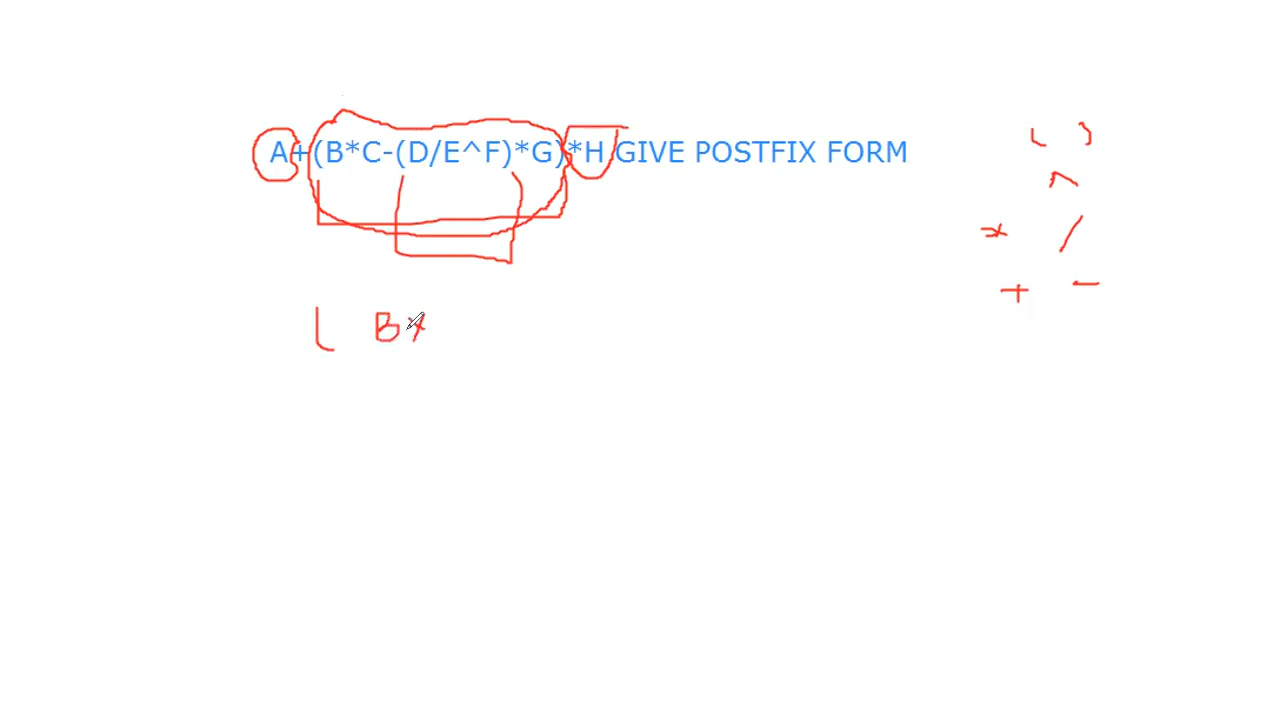 A+(B*C-(D/E^F)*G)*H GIVE POSTFIX FORM
( )
^
* /
+ -
( B*